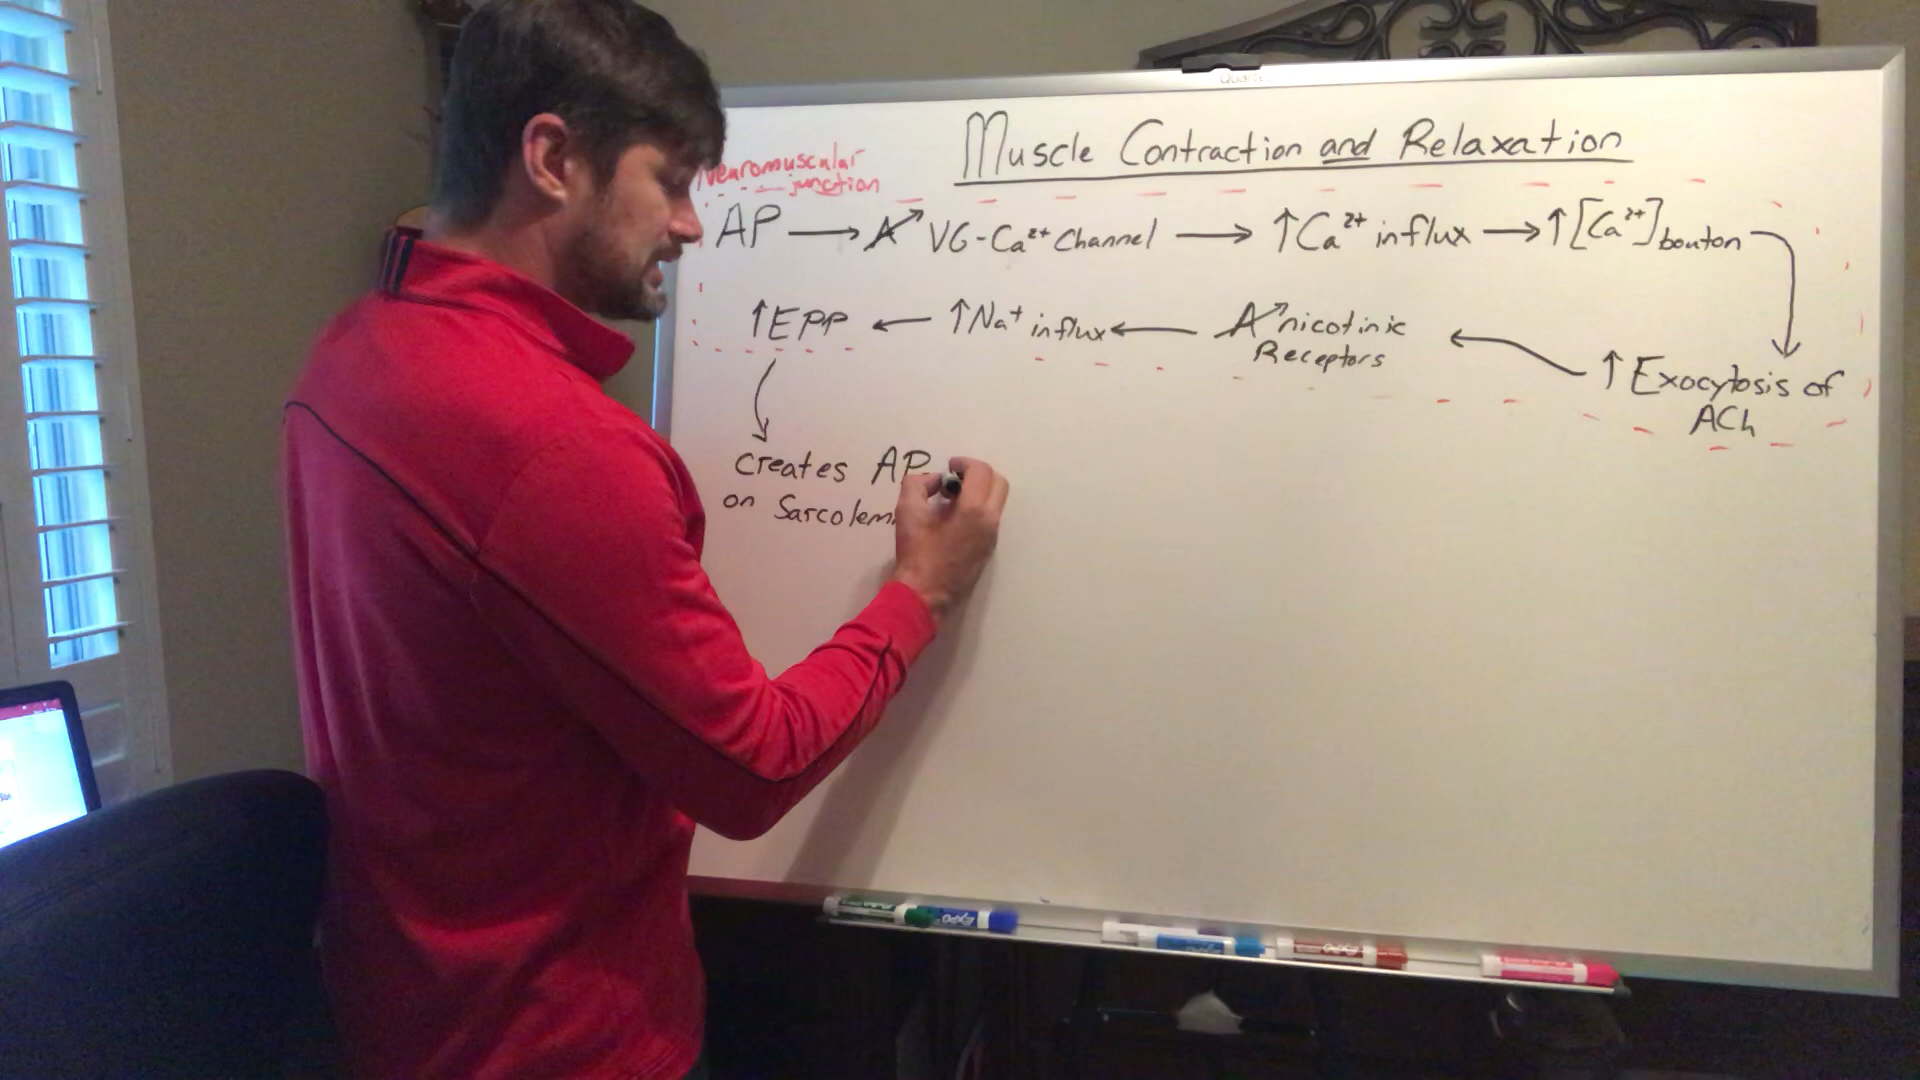 Muscle Contraction and Relaxation
Neuromuscular
junction
AP → A↗ VG-Ca²⁺ Channel → ↑Ca²⁺ influx → ↑[Ca²⁺]bouton
↑Exocytosis of
ACh
A↗ nicotinic
Receptors
↑Na⁺ influx
↑EPP
creates AP
on Sarcolem
EXPO